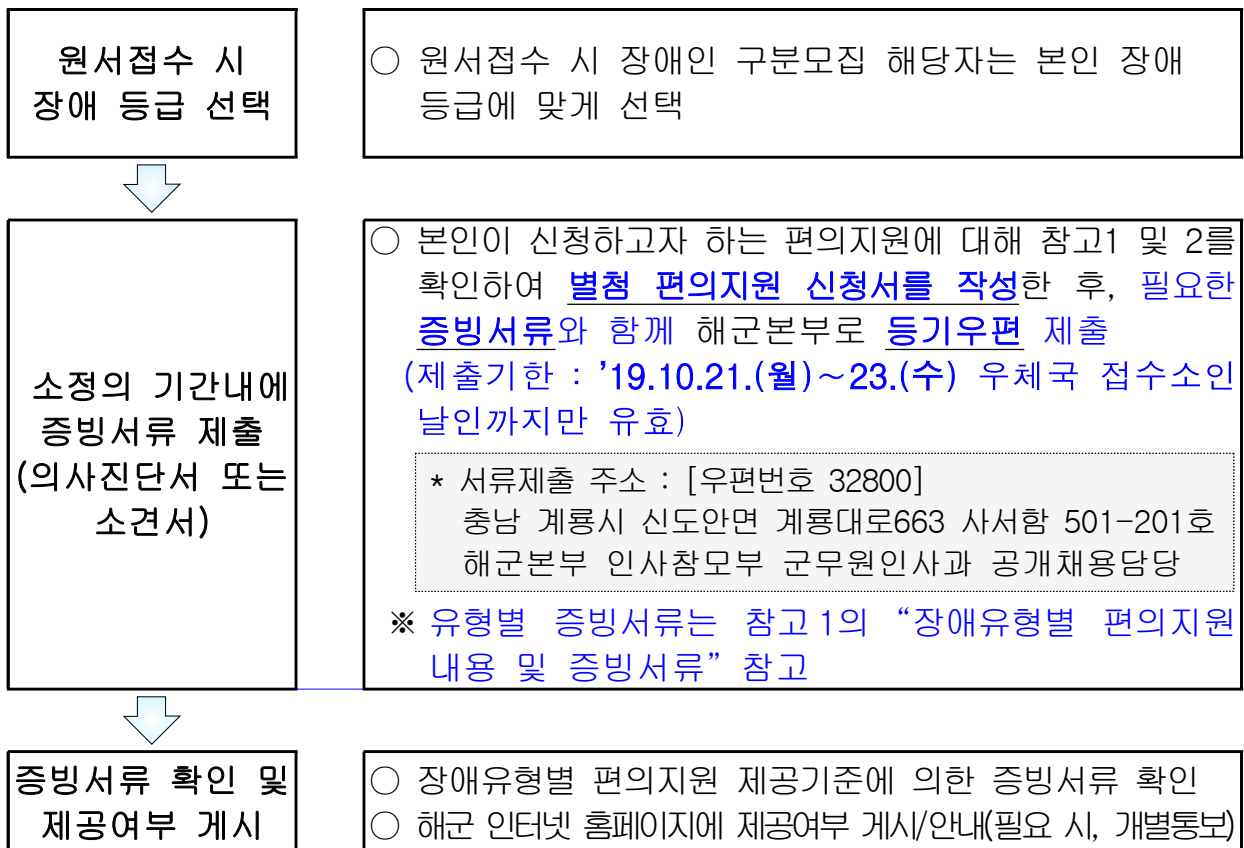 원서접수 시
장애 등급 선택
○ 원서접수 시 장애인 구분모집 해당자는 본인 장애
등급에 맞게 선택
소정의 기간내에
증빙서류 제출
(의사진단서 또는
소견서)
○ 본인이 신청하고자 하는 편의지원에 대해 참고1 및 2를
확인하여 별첨 편의지원 신청서를 작성한 후, 필요한
증빙서류와 함께 해군본부로 등기우편 제출
(제출기한 : ’19.10.21.(월)~23.(수) 우체국 접수소인
날인까지만 유효)
* 서류제출 주소 : [우편번호 32800]
충남 계룡시 신도안면 계룡대로663 사서함 501-201호
해군본부 인사참모부 군무원인사과 공개채용담당
※ 유형별 증빙서류는 참고 1의 “장애유형별 편의지원
내용 및 증빙서류” 참고
증빙서류 확인 및
제공여부 게시
○ 장애유형별 편의지원 제공기준에 의한 증빙서류 확인
○ 해군 인터넷 홈페이지에 제공여부 게시/안내(필요 시, 개별통보)